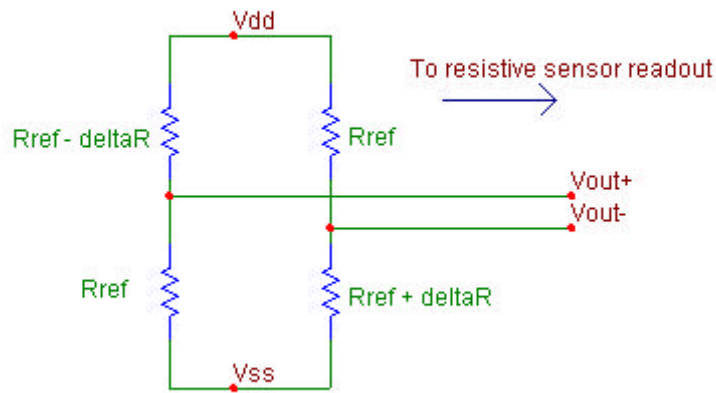 Vdd
To resistive sensor readout
Rref - deltaR
Rref
Vout+
Vout-
Rref
Rref + deltaR
Vss